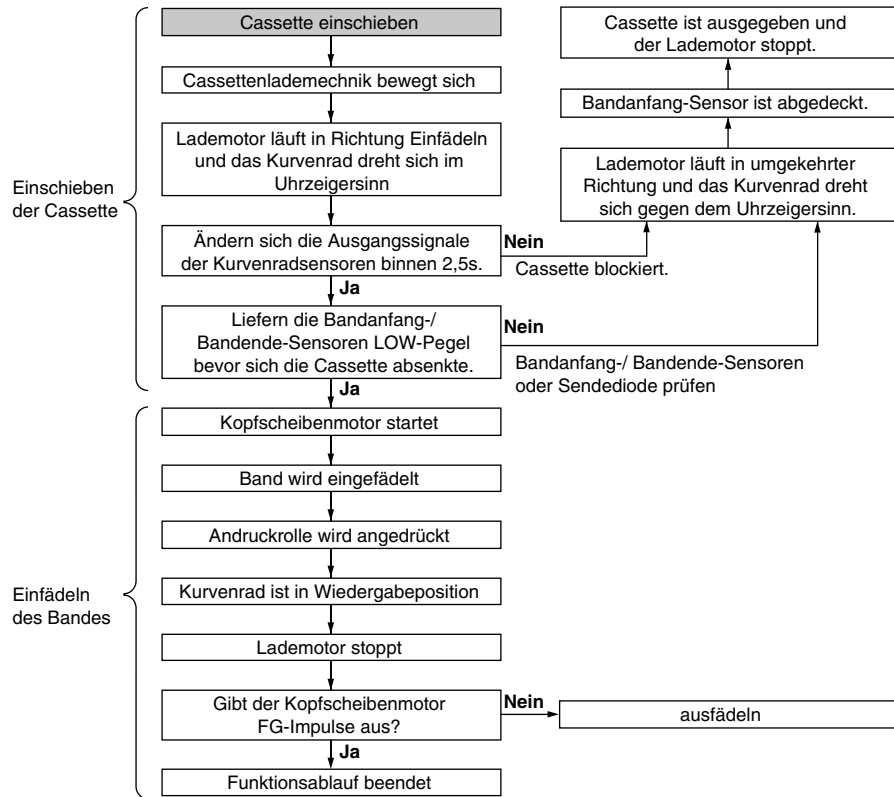 Cassette einschieben
Cassettenlademechnik bewegt sich
Lademotor läuft in Richtung Einfädeln
und das Kurvenrad dreht sich im
Uhrzeigersinn
Einschieben
der Cassette
Ändern sich die Ausgangssignale
der Kurvenradsensoren binnen 2,5s.
Nein
Cassette blockiert.
Ja
Liefern die Bandanfang-/
Bandende-Sensoren LOW-Pegel
bevor sich die Cassette absenkte.
Nein
Bandanfang-/ Bandende-Sensoren
oder Sendediode prüfen
Ja
Cassette ist ausgegeben und
der Lademotor stoppt.
Bandanfang-Sensor ist abgedeckt.
Lademotor läuft in umgekehrter
Richtung und das Kurvenrad dreht
sich gegen dem Uhrzeigersinn.
Kopfscheibenmotor startet
Band wird eingefädelt
Andruckrolle wird angedrückt
Einfädeln
des Bandes
Kurvenrad ist in Wiedergabeposition
Lademotor stoppt
Gibt der Kopfscheibenmotor
FG-Impulse aus?
Nein
ausfädeln
Ja
Funktionsablauf beendet